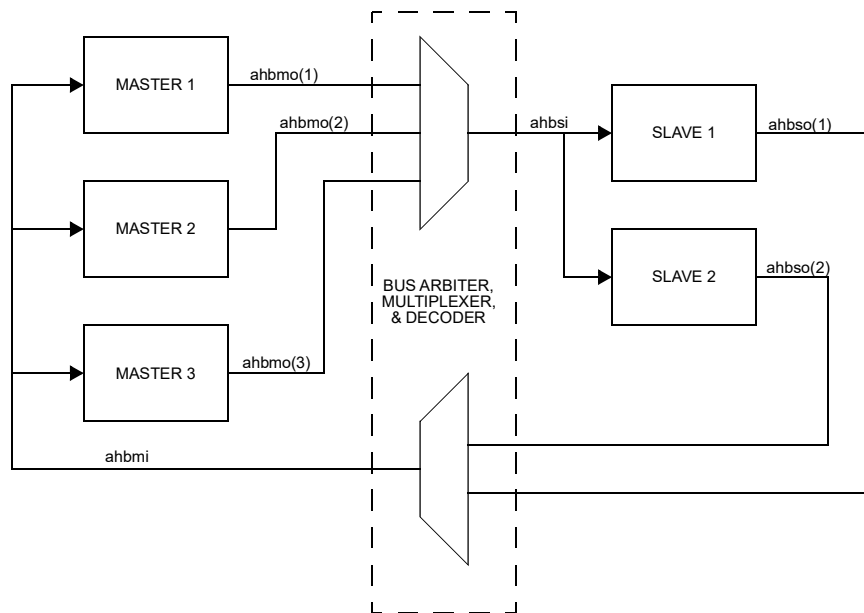 MASTER 1
ahbmo(1)
ahbmo(2)
ahbsi
SLAVE 1
ahbso(1)
MASTER 2
SLAVE 2
ahbso(2)
BUS ARBITER,
MULTIPLEXER,
& DECODER
MASTER 3
ahbmo(3)
ahbmi